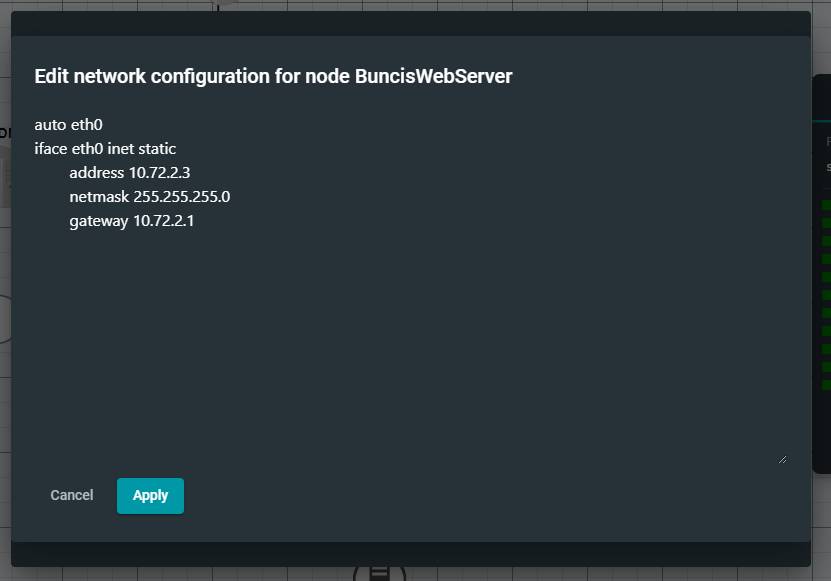 Edit network configuration for node BuncisWebServer
auto eth0
iface eth0 inet static
address 10.72.2.3
netmask 255.255.255.0
gateway 10.72.2.1
Cancel
Apply